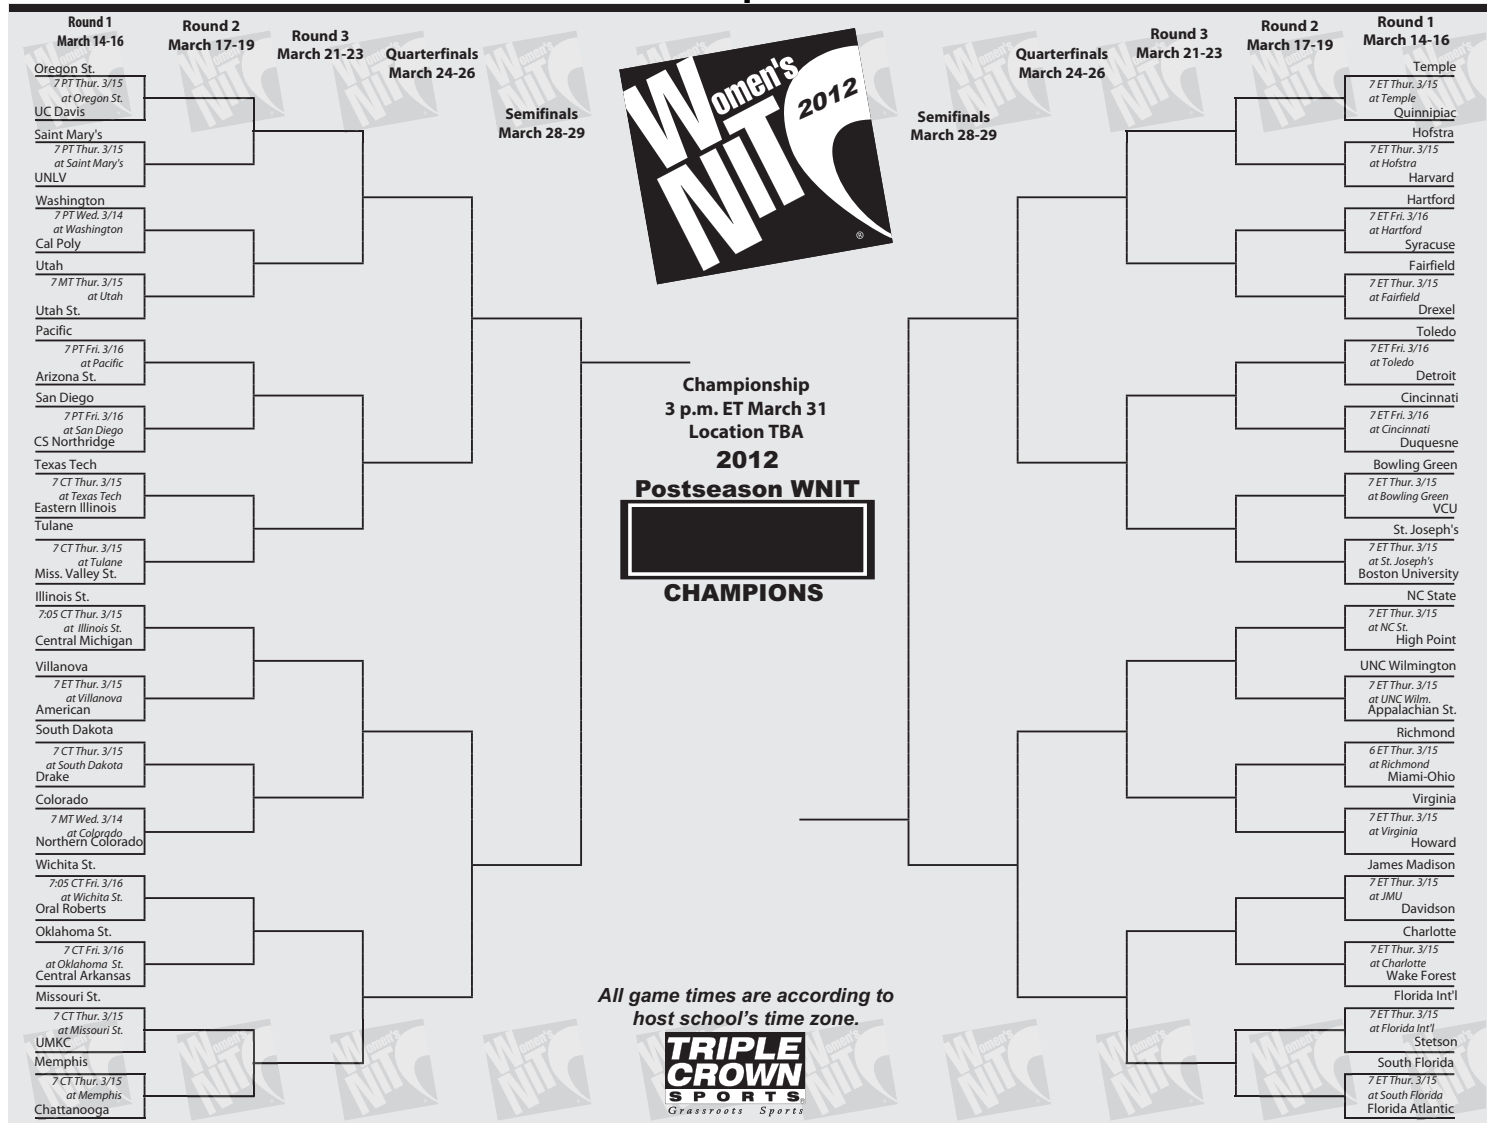 Round 1
March 14-16
Round 2
March 17-19
Round 3
March 21-23
Quarterfinals
March 24-26
Semifinals
March 28-29
Oregon St.
7 PT Thur. 3/15
at Oregon St.
UC Davis
Saint Mary's
7 PT Thur. 3/15
at Saint Mary's
UNLV
Washington
7 PT Wed. 3/14
at Washington
Cal Poly
Utah
7 MT Thur. 3/15
at Utah
Utah St.
Pacific
7 PT Fri. 3/16
at Pacific
Arizona St.
San Diego
7 PT Fri. 3/16
at San Diego
CS Northridge
Texas Tech
7 CT Thur. 3/15
at Texas Tech
Eastern Illinois
Tulane
7 CT Thur. 3/15
at Tulane
Miss. Valley St.
Illinois St.
7:05 CT Thur. 3/15
at Illinois St.
Central Michigan
Villanova
7 ET Thur. 3/15
at Villanova
American
South Dakota
7 CT Thur. 3/15
at South Dakota
Drake
Colorado
7 MT Wed. 3/14
at Colorado
Northern Colorado
Wichita St.
7:05 CT Fri. 3/16
at Wichita St.
Oral Roberts
Oklahoma St.
7 CT Fri. 3/16
at Oklahoma St.
Central Arkansas
Missouri St.
7 CT Thur. 3/15
at Missouri St.
UMKC
Memphis
7 CT Thur. 3/15
at Memphis
Chattanooga
Women's
NIT
2012
®
Championship
3 p.m. ET March 31
Location TBA
2012
Postseason WNIT
CHAMPIONS
All game times are according to
host school's time zone.
TRIPLE
CROWN
SPORTS®
Grassroots Sports
Semifinals
March 28-29
Quarterfinals
March 24-26
Round 3
March 21-23
Round 2
March 17-19
Round 1
March 14-16
Temple
7 ET Thur. 3/15
at Temple
Quinnipiac
Hofstra
7 ET Thur. 3/15
at Hofstra
Harvard
Hartford
7 ET Fri. 3/16
at Hartford
Syracuse
Fairfield
7 ET Thur. 3/15
at Fairfield
Drexel
Toledo
7 ET Fri. 3/16
at Toledo
Detroit
Cincinnati
7 ET Fri. 3/16
at Cincinnati
Duquesne
Bowling Green
7 ET Thur. 3/15
at Bowling Green
VCU
St. Joseph's
7 ET Thur. 3/15
at St. Joseph's
Boston University
NC State
7 ET Thur. 3/15
at NC St.
High Point
UNC Wilmington
7 ET Thur. 3/15
at UNC Wilm.
Appalachian St.
Richmond
6 ET Thur. 3/15
at Richmond
Miami-Ohio
Virginia
7 ET Thur. 3/15
at Virginia
Howard
James Madison
7 ET Thur. 3/15
at JMU
Davidson
Charlotte
7 ET Thur. 3/15
at Charlotte
Wake Forest
Florida Int'l
7 ET Thur. 3/15
at Florida Int'l
Stetson
South Florida
7 ET Thur. 3/15
at South Florida
Florida Atlantic